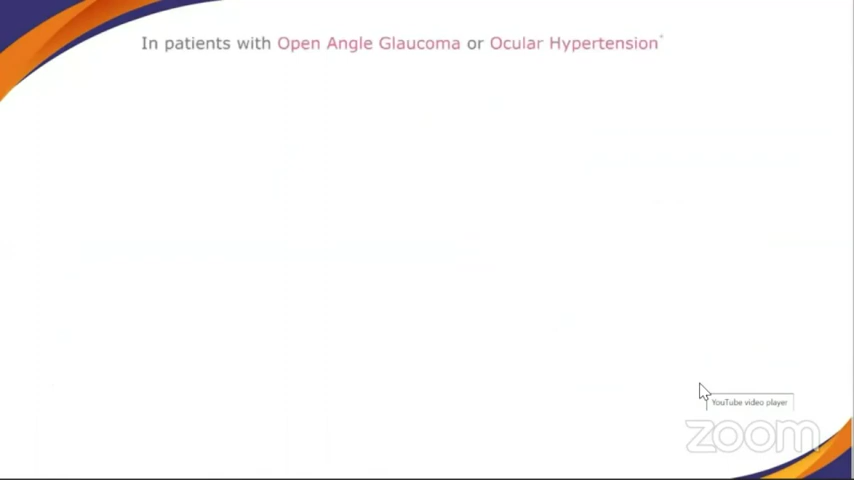 In patients with Open Angle Glaucoma or Ocular Hypertension+
YouTube video player
zoom